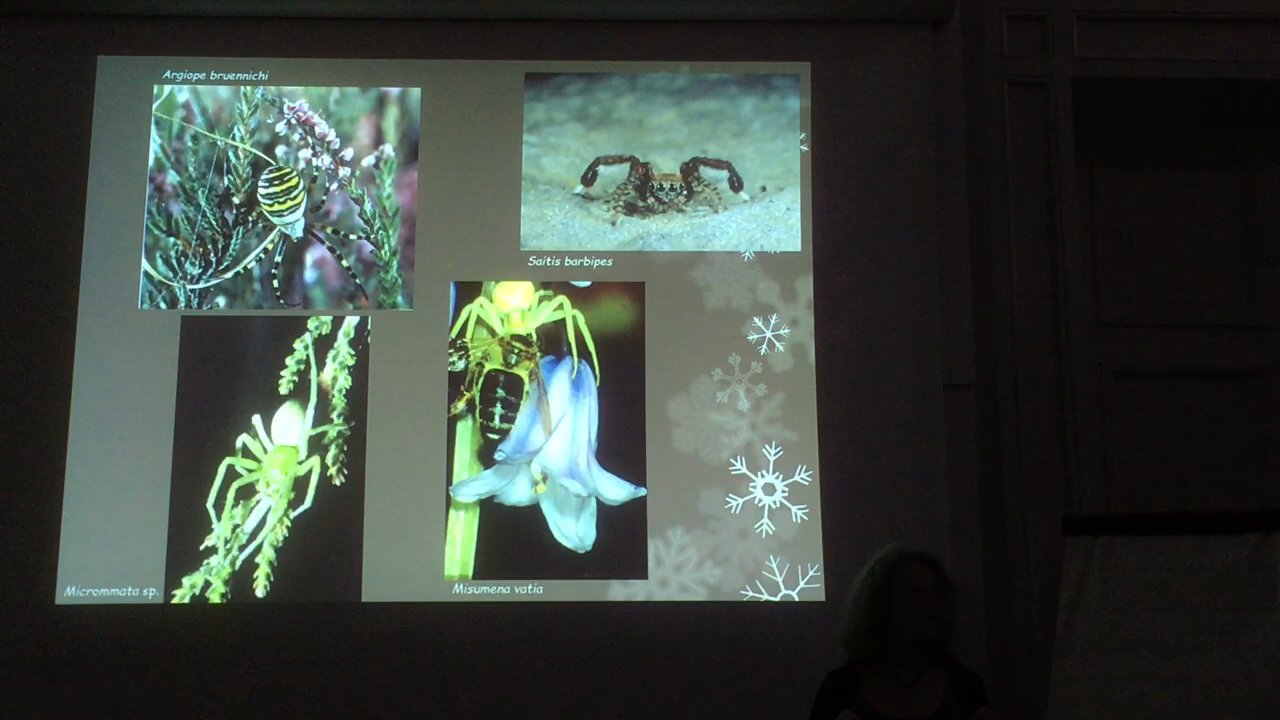 Argiope bruennichi
Saitis barbipes
Micrommata sp.
Misumena vatia